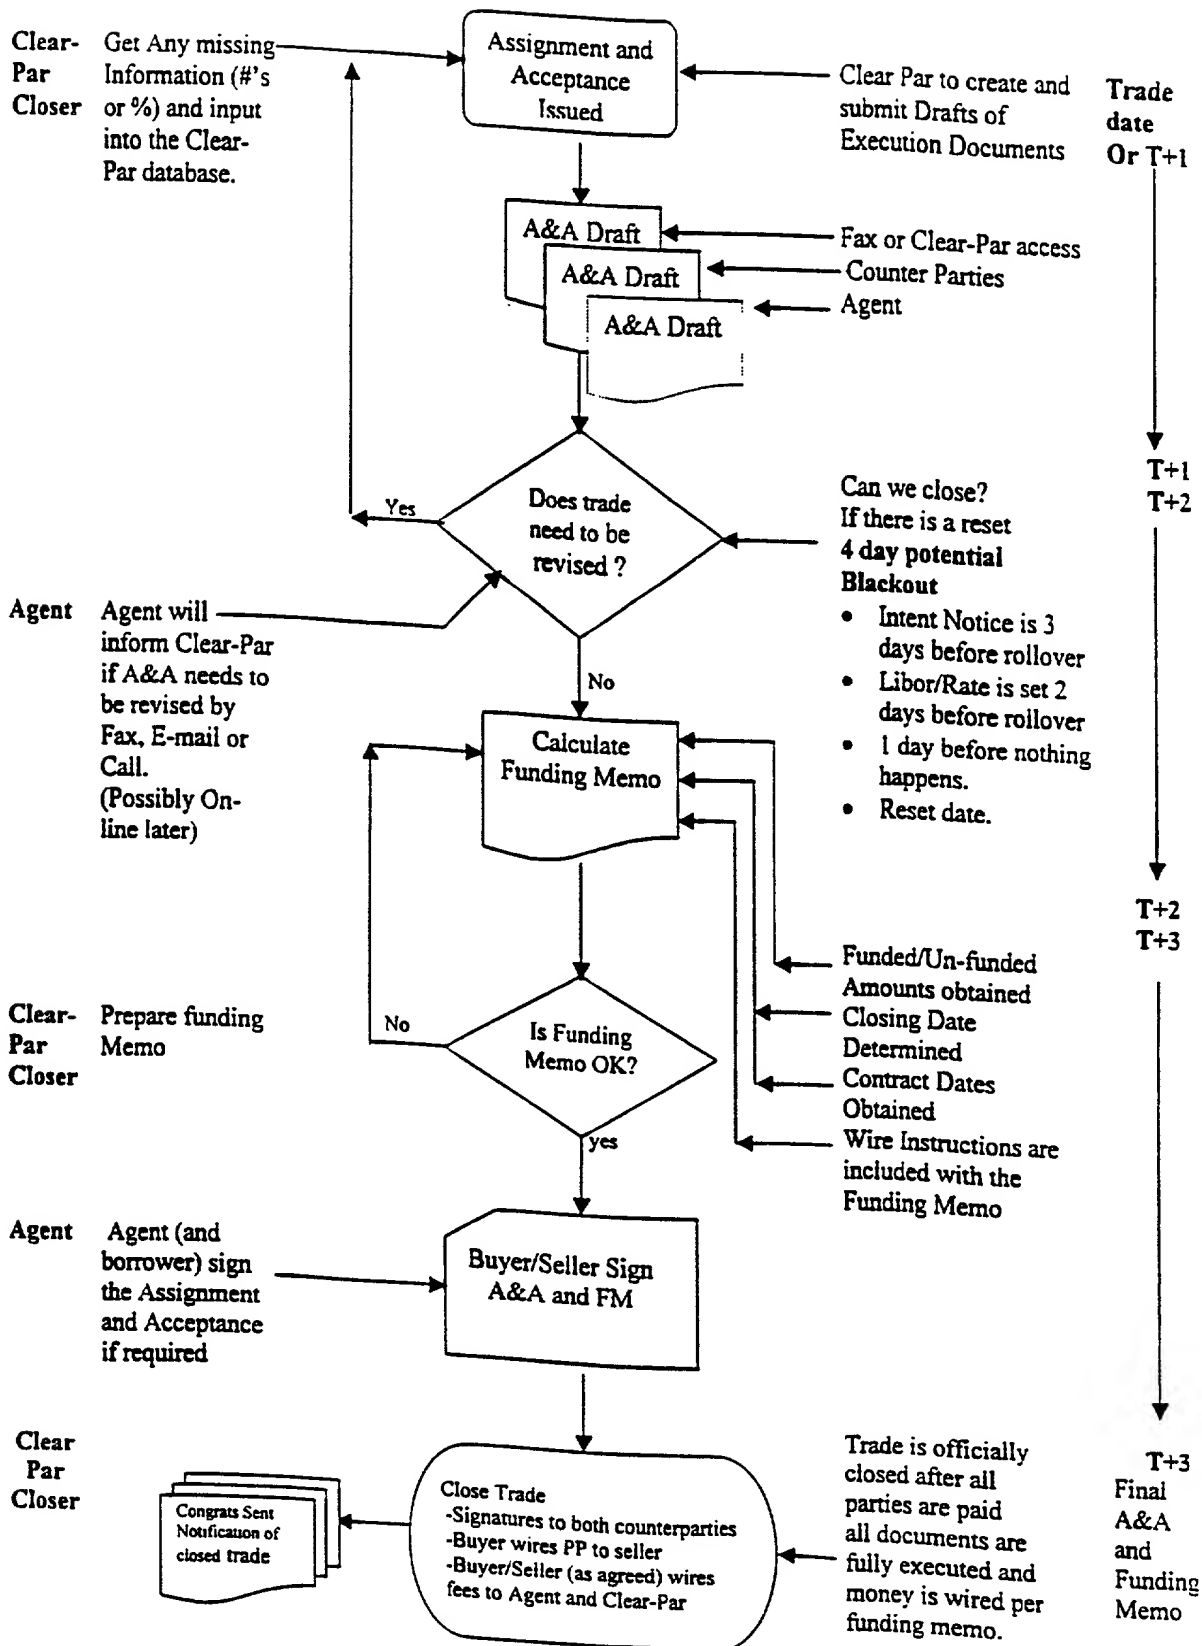 Clear-
Par
Closer
Get Any missing
Information (#'s
or %) and input
into the Clear-
Par database.
Assignment and
Acceptance
Issued
Clear Par to create and
submit Drafts of
Execution Documents
Trade
date
Or T+1
A&A Draft
A&A Draft
A&A Draft
Fax or Clear-Par access
Counter Parties
Agent
T+1
T+2
Yes
Does trade
need to be
revised ?
Can we close?
If there is a reset
4 day potential
Blackout
• Intent Notice is 3
days before rollover
• Libor/Rate is set 2
days before rollover
• 1 day before nothing
happens.
• Reset date.
Agent
Agent will
inform Clear-Par
if A&A needs to
be revised by
Fax, E-mail or
Call.
(Possibly On-
line later)
No
Calculate
Funding Memo
T+2
T+3
Funded/Un-funded
Amounts obtained
Closing Date
Determined
Contract Dates
Obtained
Wire Instructions are
included with the
Funding Memo
Clear-
Par
Closer
Prepare funding
Memo
No
Is Funding
Memo OK?
yes
Agent
Agent (and
borrower) sign
the Assignment
and Acceptance
if required
Buyer/Seller Sign
A&A and FM
Clear
Par
Closer
Congrats Sent
Notification of
closed trade
Close Trade
-Signatures to both counterparties
-Buyer wires PP to seller
-Buyer/Seller (as agreed) wires
fees to Agent and Clear-Par
Trade is officially
closed after all
parties are paid
all documents are
fully executed and
money is wired per
funding memo.
T+3
Final
A&A
and
Funding
Memo